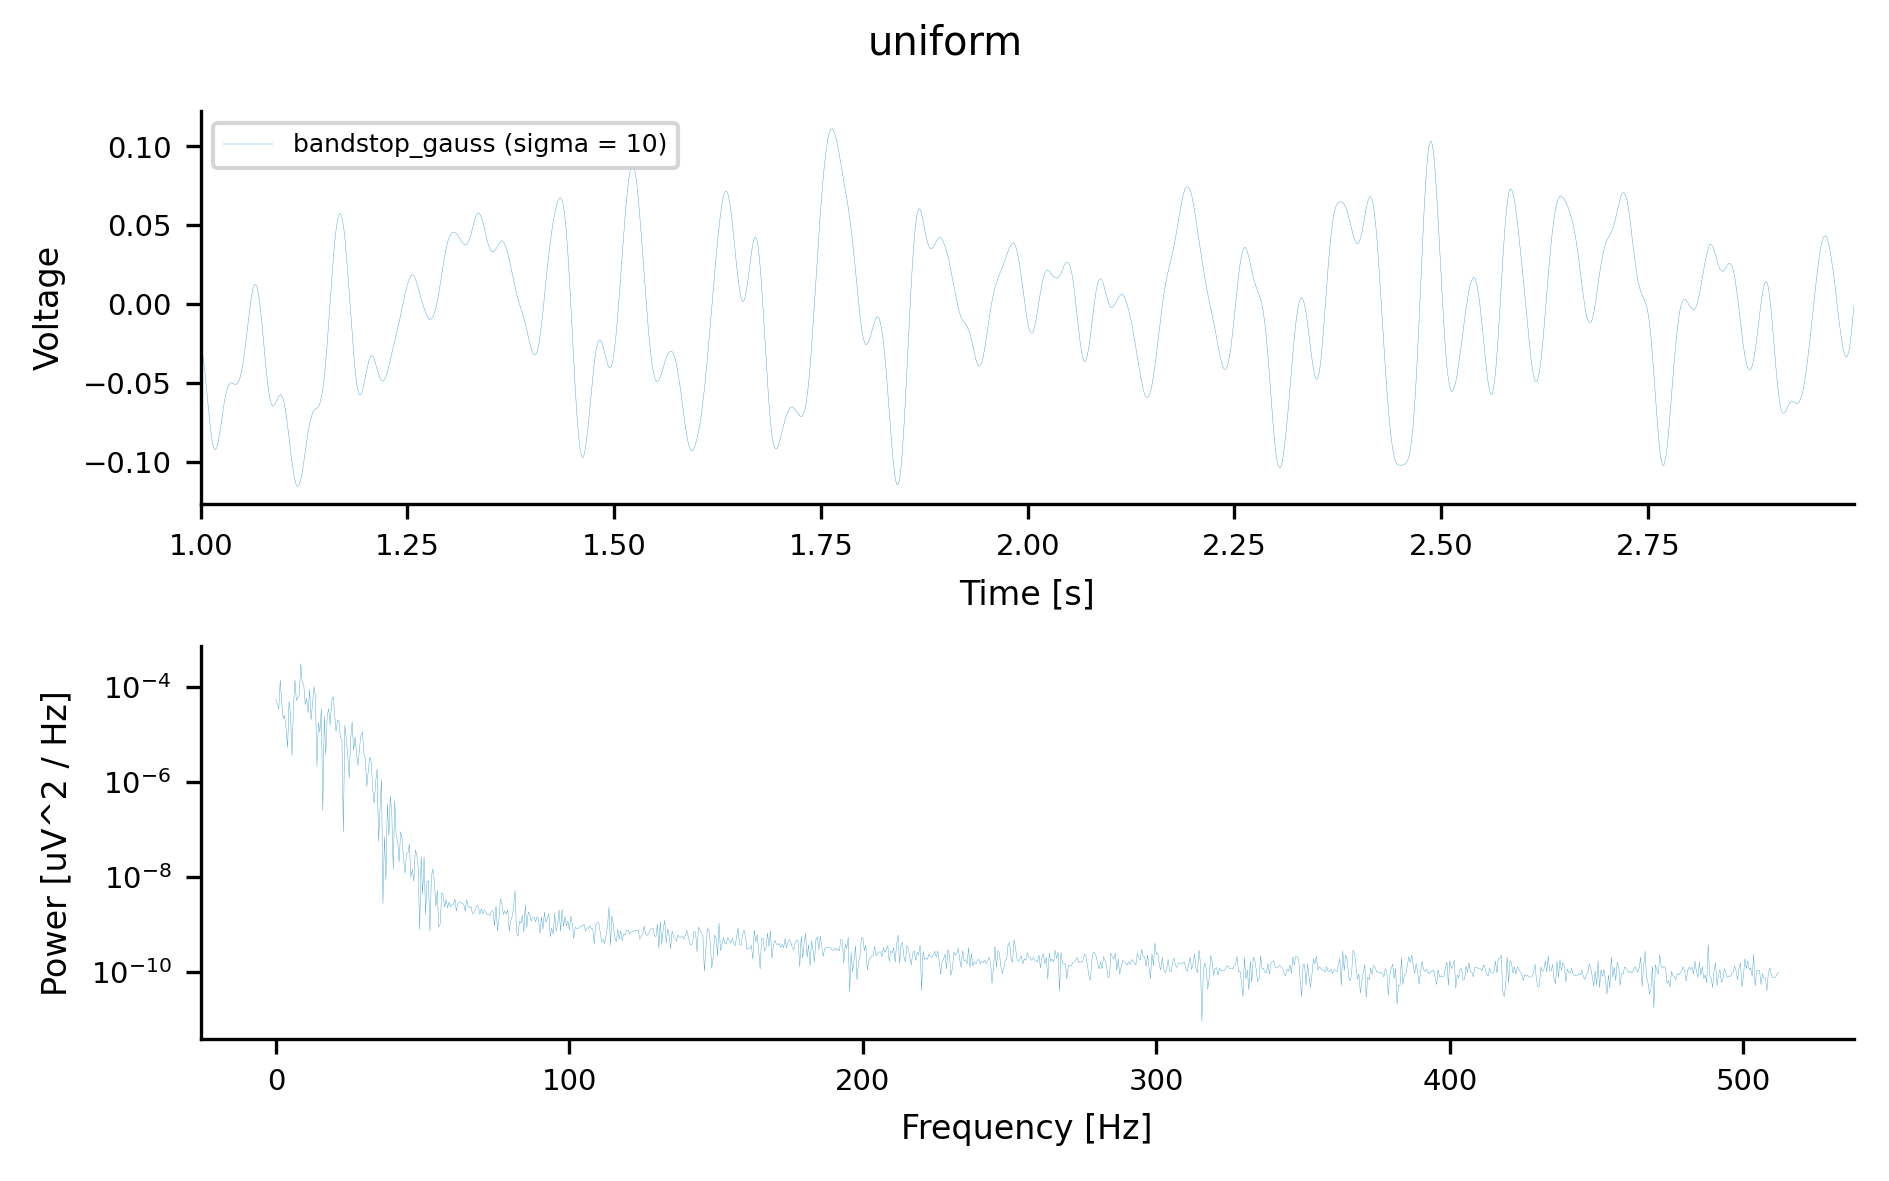 uniform
bandstop_gauss (sigma = 10)
Voltage
0.10
0.05
0.00
−0.05
−0.10
1.00 1.25 1.50 1.75 2.00 2.25 2.50 2.75
Time [s]
Power [uV^2 / Hz]
10⁻⁴
10⁻⁶
10⁻⁸
10⁻¹⁰
0 100 200 300 400 500
Frequency [Hz]